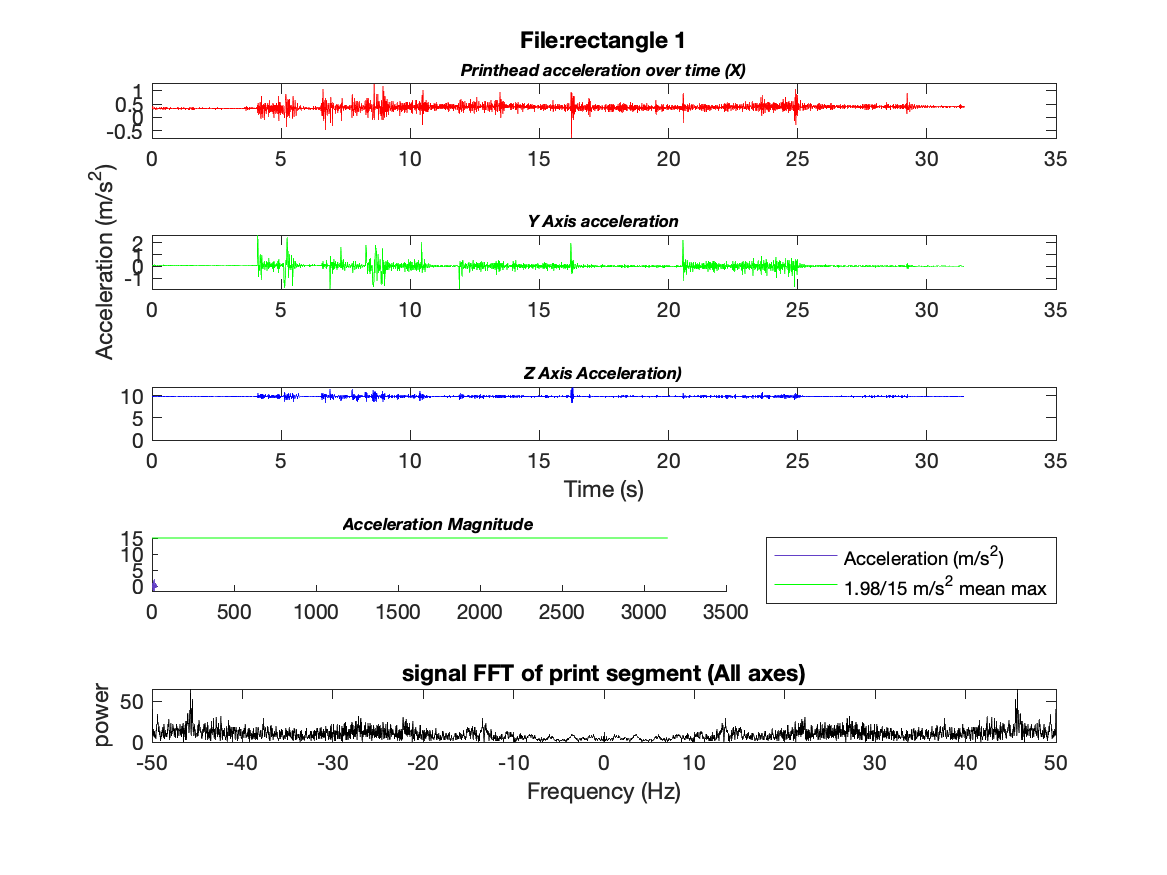 File:rectangle 1
Printhead acceleration over time (X)
1
0.5
0
-0.5
0 5 10 15 20 25 30 35
Acceleration (m/s2)
Y Axis acceleration
2
1
0
-1
0 5 10 15 20 25 30 35
Z Axis Acceleration)
10
5
0
0 5 10 15 20 25 30 35
Time (s)
Acceleration Magnitude
15
10
5
0
0 500 1000 1500 2000 2500 3000 3500
Acceleration (m/s2)
1.98/15 m/s2 mean max
signal FFT of print segment (All axes)
power
50
0
-50 -40 -30 -20 -10 0 10 20 30 40 50
Frequency (Hz)